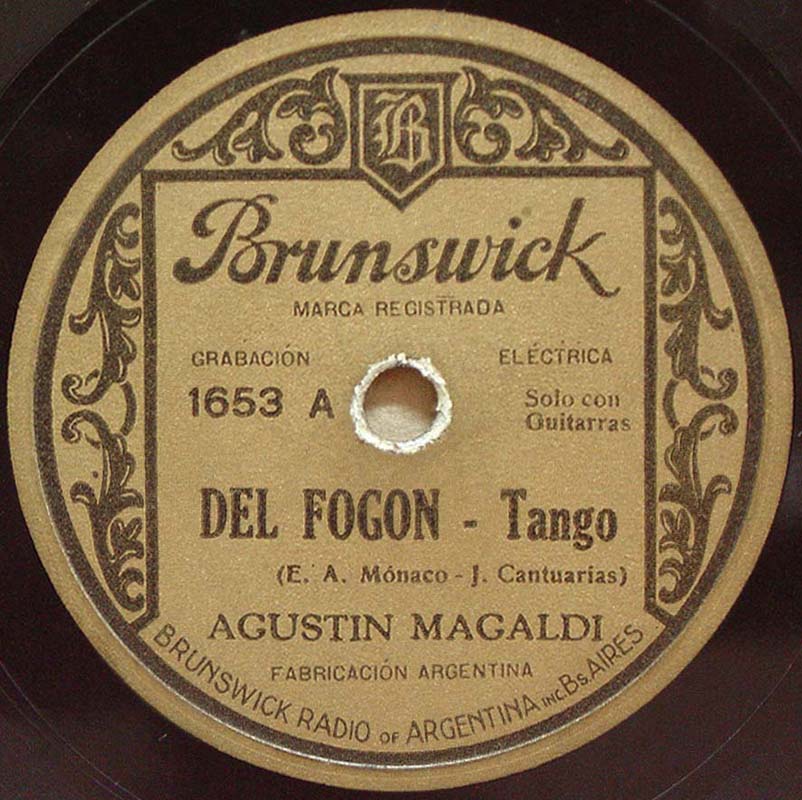 B
Brunswick
MARCA REGISTRADA
GRABACIÓN ELÉCTRICA
1653 A
Solo con
Guitarras
DEL FOGON - Tango
(E. A. Mónaco - J. Cantuarias)
AGUSTIN MAGALDI
FABRICACIÓN ARGENTINA
BRUNSWICK RADIO OF ARGENTINA INC. Bs. AIRES